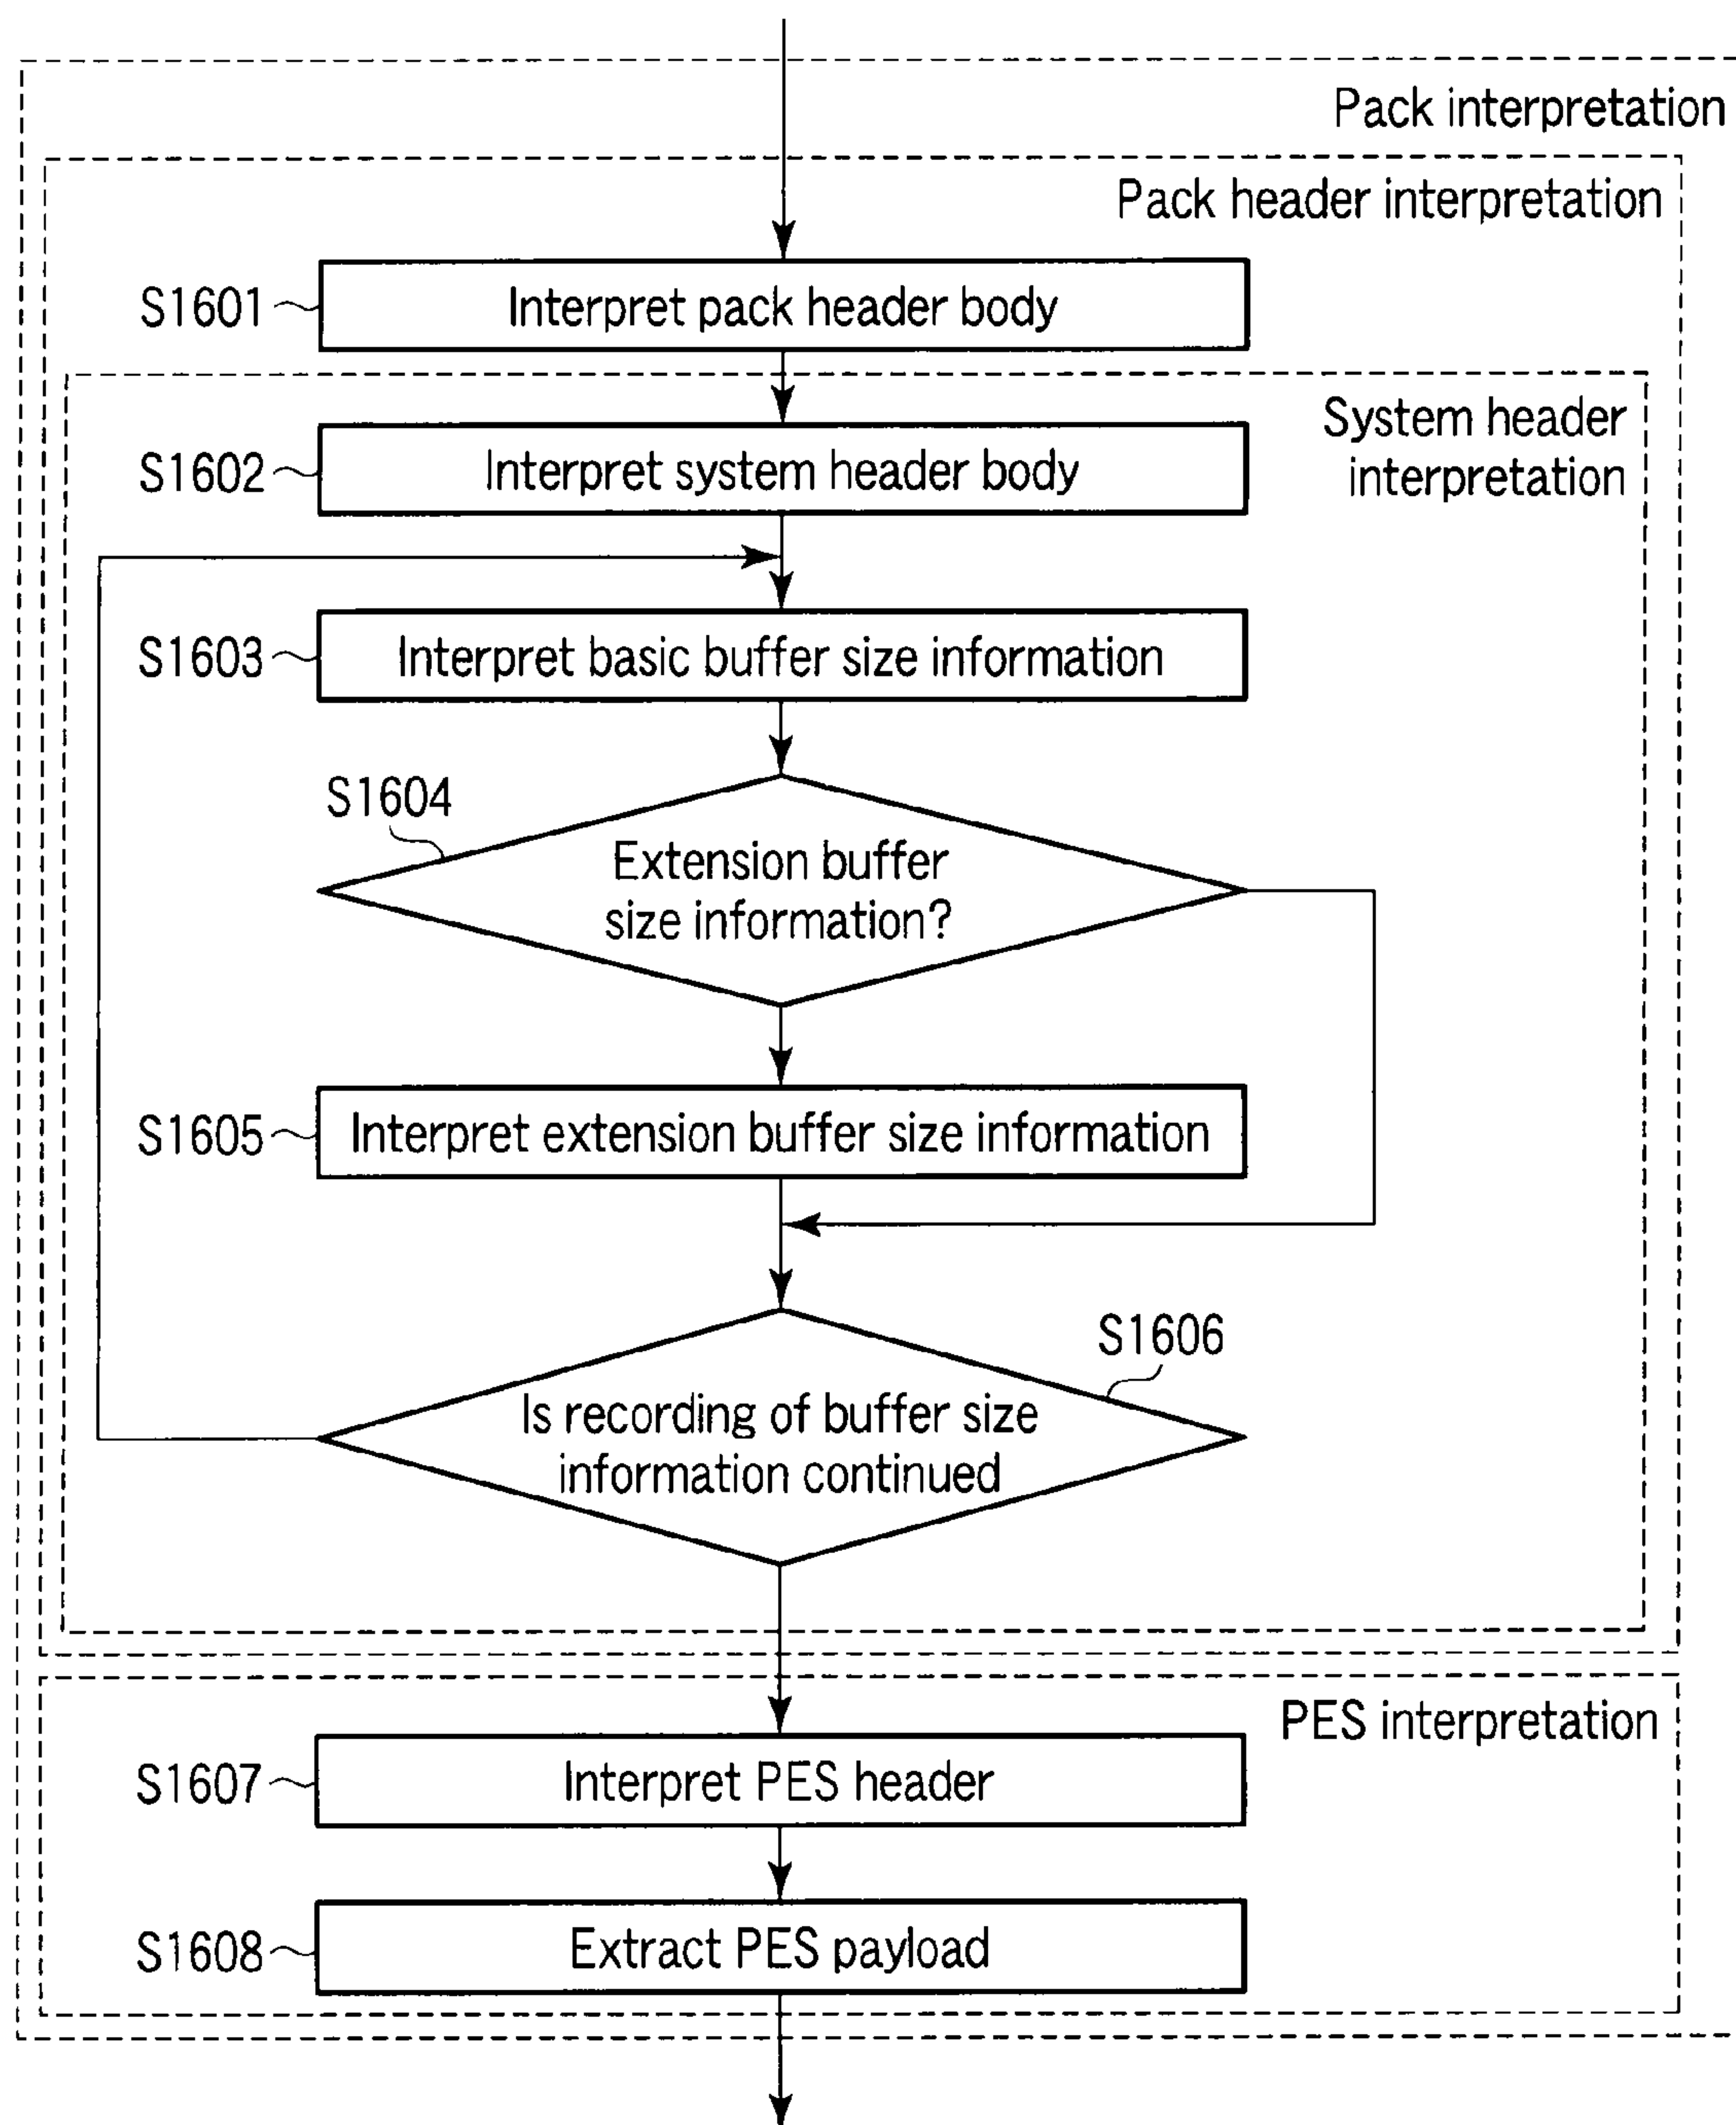 Pack interpretation
Pack header interpretation
S1601
Interpret pack header body
System header
interpretation
S1602
Interpret system header body
S1603
Interpret basic buffer size information
S1604
Extension buffer
size information?
S1605
Interpret extension buffer size information
S1606
Is recording of buffer size
information continued
PES interpretation
S1607
Interpret PES header
S1608
Extract PES payload